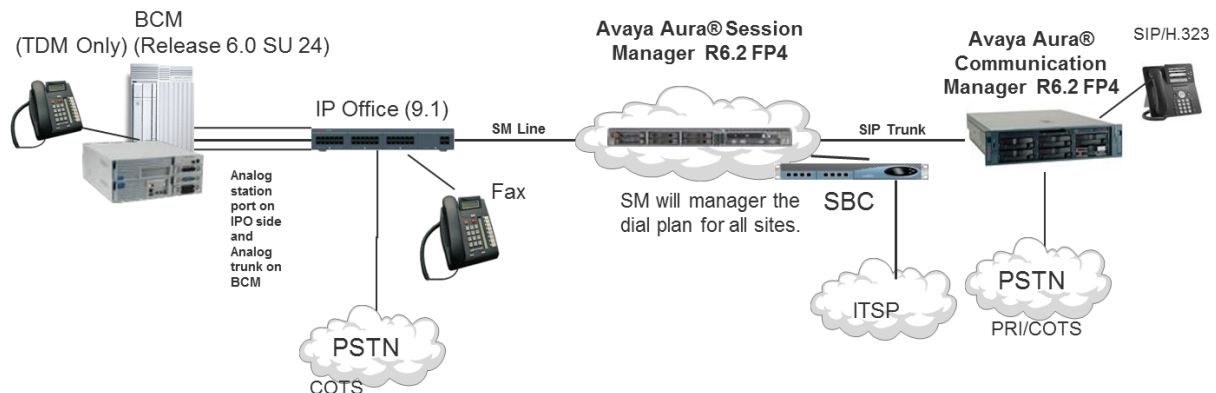 BCM
(TDM Only) (Release 6.0 SU 24)
IP Office (9.1)
Analog
station
port on
IPO side
and
Analog
trunk on
BCM
Fax
PSTN
COTS
SM Line
Avaya Aura® Session
Manager R6.2 FP4
SM will manager the
dial plan for all sites.
SIP Trunk
SBC
ITSP
Avaya Aura®
Communication
Manager R6.2 FP4
SIP/H.323
PSTN
PRI/COTS